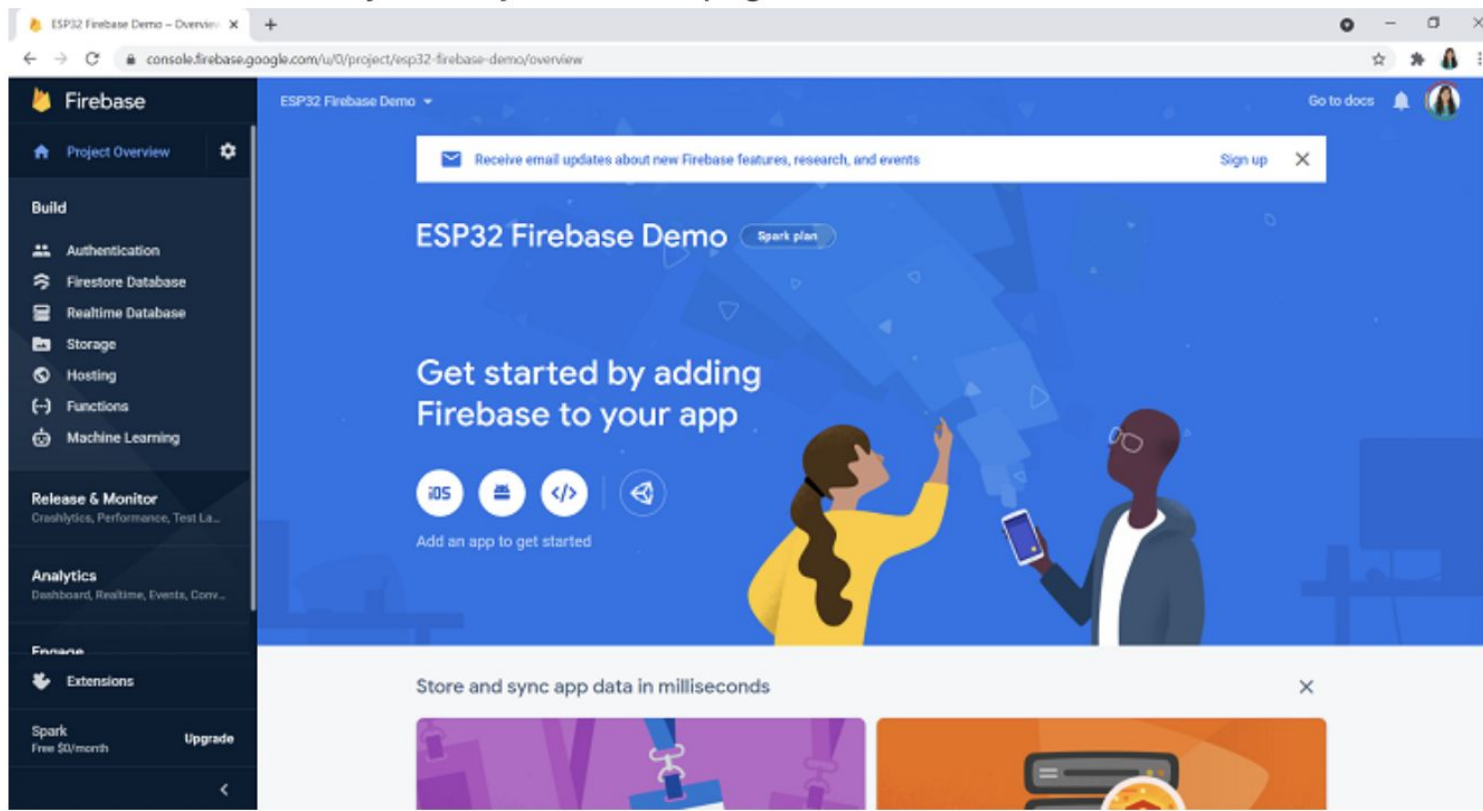 ESP32 Firebase Demo – Overview
console.firebase.google.com/u/0/project/esp32-firebase-demo/overview
Firebase
ESP32 Firebase Demo
Go to docs
Project Overview
Receive email updates about new Firebase features, research, and events
Sign up
Build
Authentication
Firestore Database
Realtime Database
Storage
Hosting
Functions
Machine Learning
Release & Monitor
Crashlytics, Performance, Test La...
Analytics
Dashboard, Realtime, Events, Conv...
Engage
Extensions
Spark
Free $0/month
Upgrade
ESP32 Firebase Demo
Spark plan
Get started by adding
Firebase to your app
iOS
Add an app to get started
Store and sync app data in milliseconds